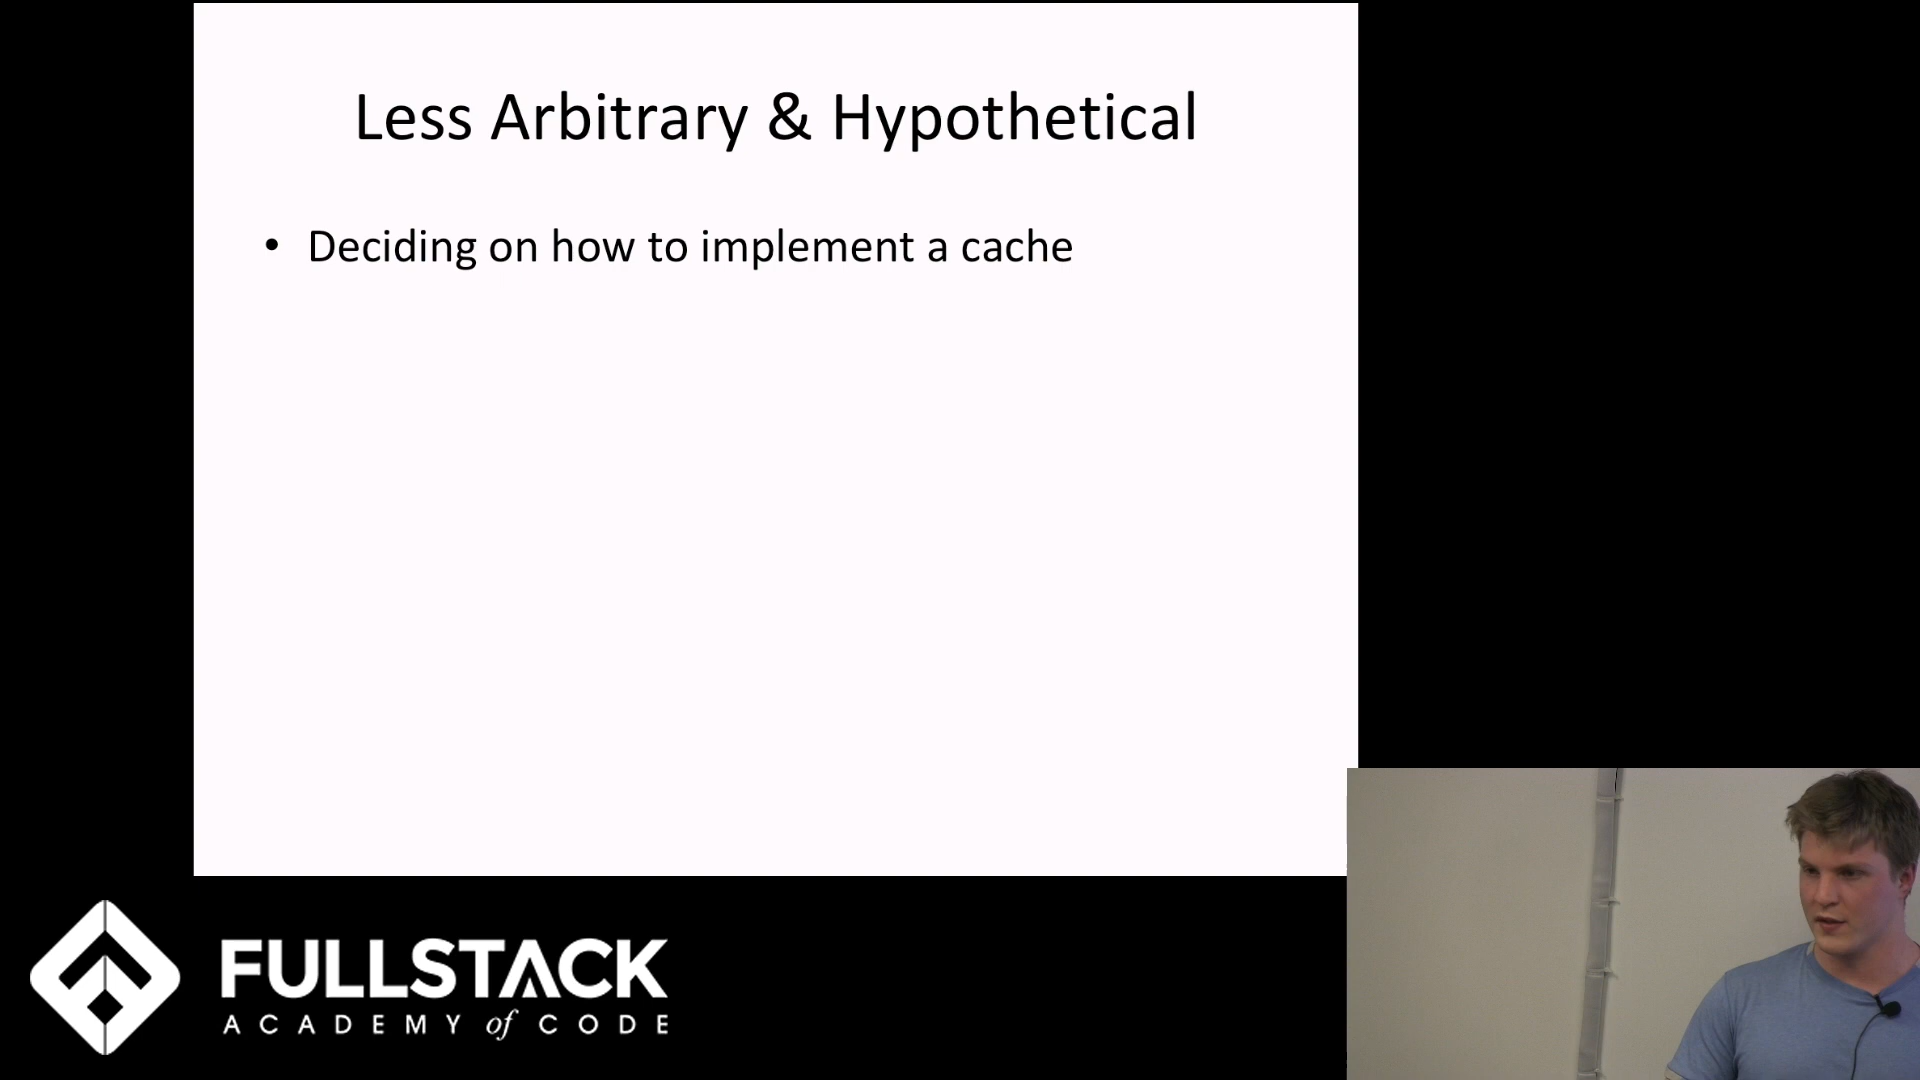 Less Arbitrary & Hypothetical
• Deciding on how to implement a cache
FULLSTACK
ACADEMY of CODE